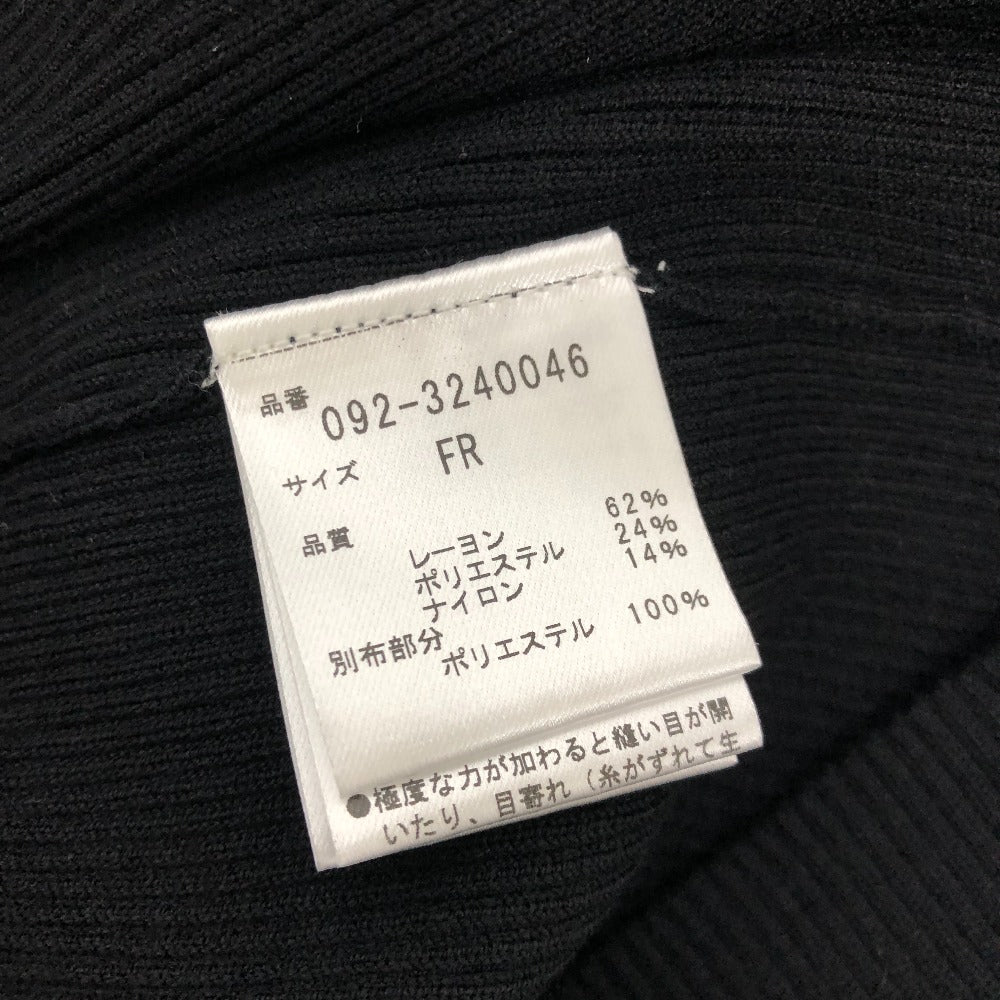 品番 092-3240046
サイズ FR
品質 レーヨン 62%
ポリエステル 24%
ナイロン 14%
別布部分 ポリエステル 100%
●極度な力が加わると縫い目が開
いたり、目寄れ（糸がずれて生